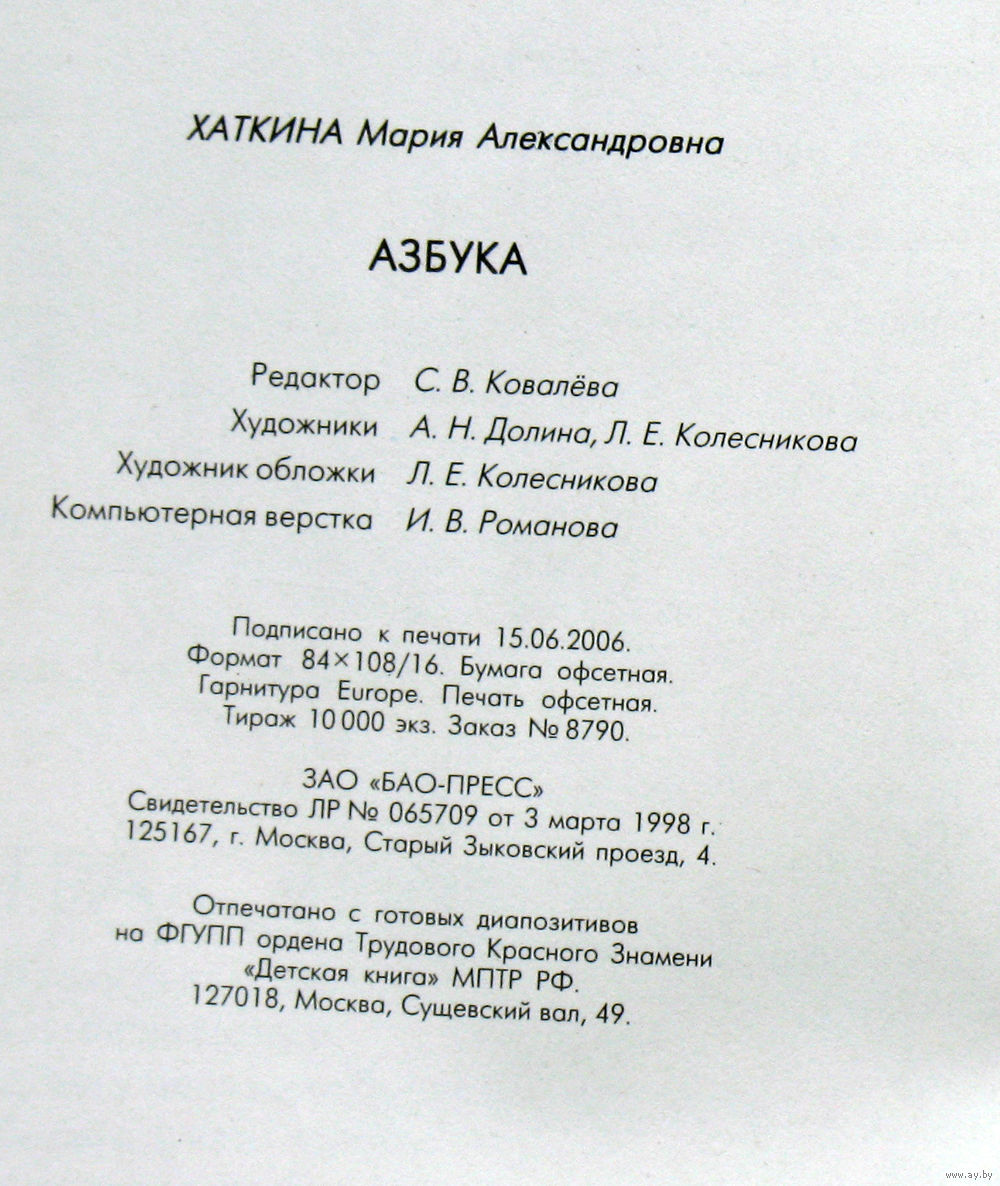 ХАТКИНА Мария Александровна
АЗБУКА
Редактор С. В. Ковалёва
Художники А. Н. Долина, Л. Е. Колесникова
Художник обложки Л. Е. Колесникова
Компьютерная верстка И. В. Романова
Подписано к печати 15.06.2006.
Формат 84×108/16. Бумага офсетная.
Гарнитура Europe. Печать офсетная.
Тираж 10 000 экз. Заказ № 8790.
ЗАО «БАО-ПРЕСС»
Свидетельство ЛР № 065709 от 3 марта 1998 г.
125167, г. Москва, Старый Зыковский проезд, 4.
Отпечатано с готовых диапозитивов
на ФГУПП ордена Трудового Красного Знамени
«Детская книга» МПТР РФ.
127018, Москва, Сущевский вал, 49.
www.ay.by